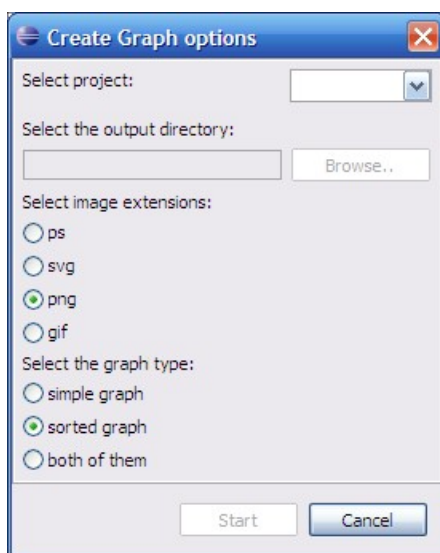 Create Graph options
Select project:
Select the output directory:
Browse..
Select image extensions:
ps
svg
png
gif
Select the graph type:
simple graph
sorted graph
both of them
Start Cancel